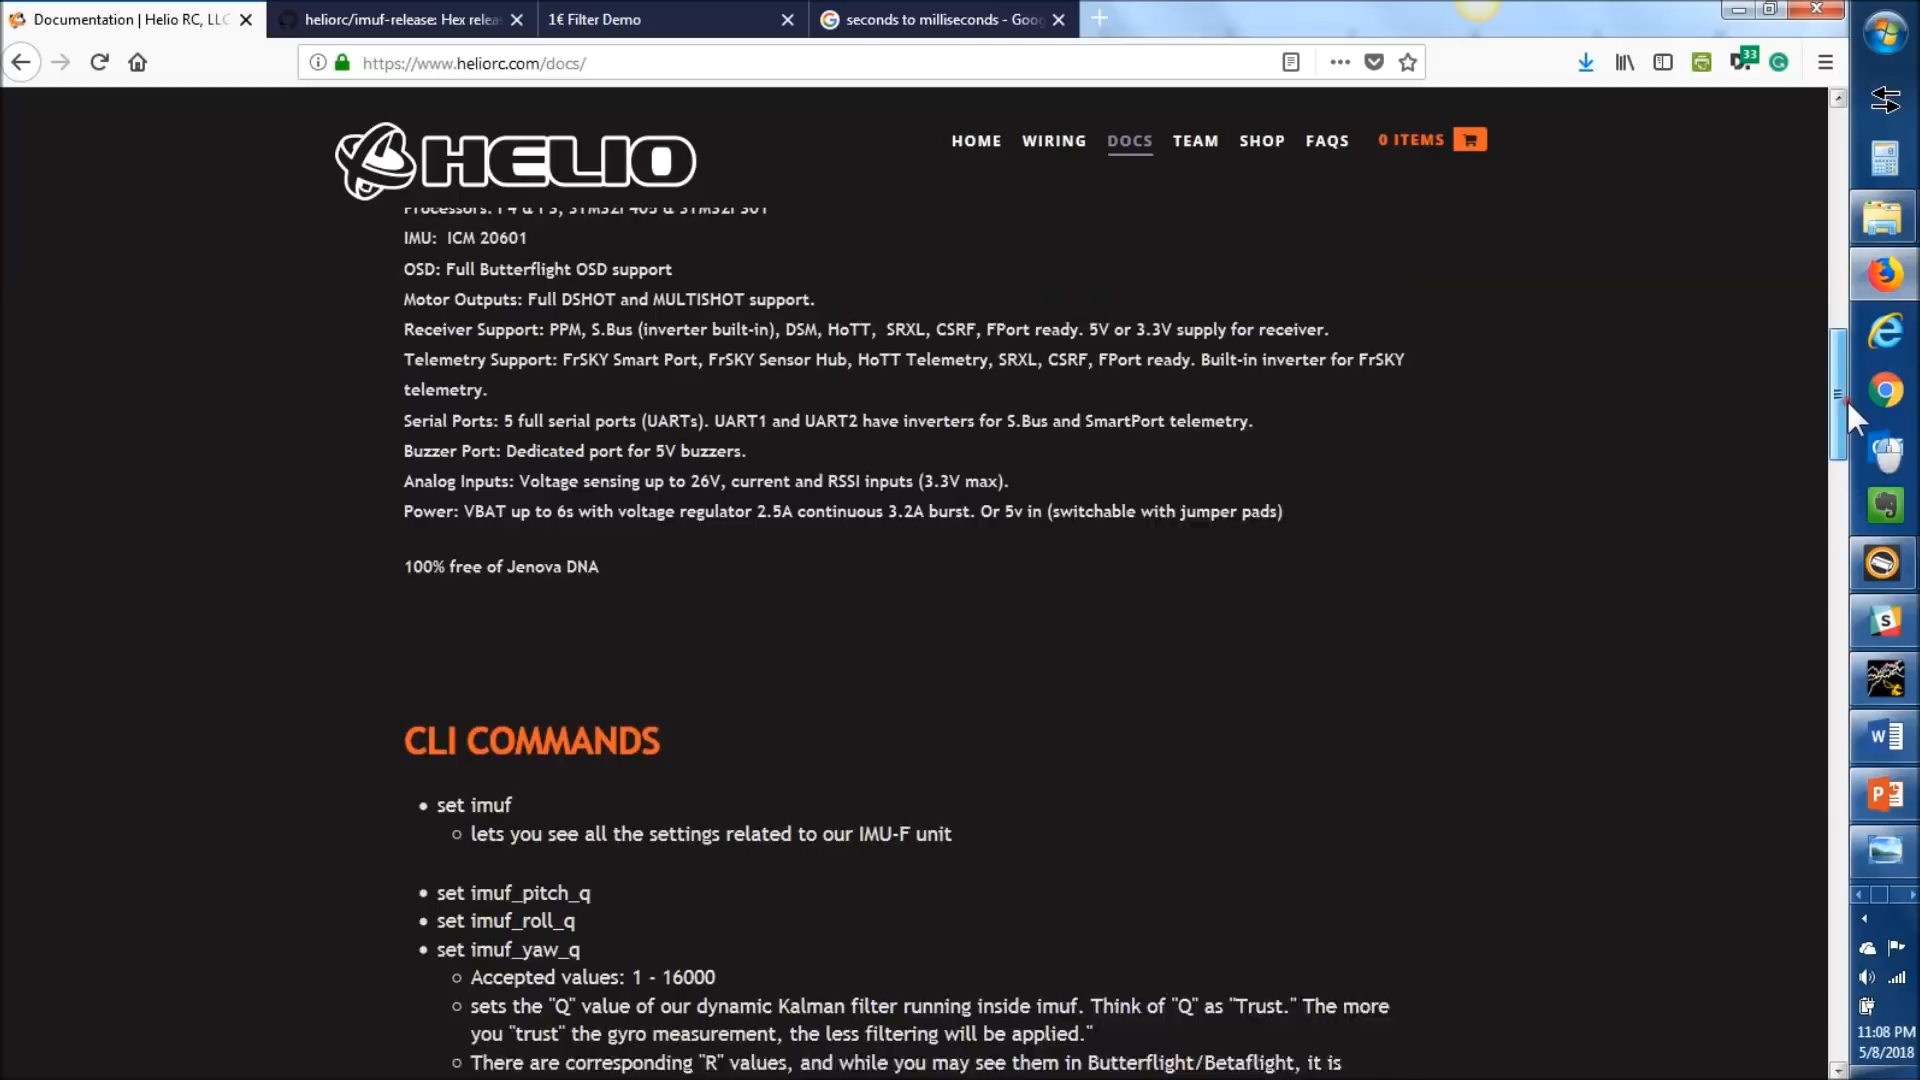 Documentation | Helio RC, LLC
heliorc/imuf-release: Hex relea
1€ Filter Demo
seconds to milliseconds - Goog
https://www.heliorc.com/docs/
33
HELIO
HOME WIRING DOCS TEAM SHOP FAQS 0 ITEMS
Processors: F4 & F3, STM32F405 & STM32F301
IMU: ICM 20601
OSD: Full Butterflight OSD support
Motor Outputs: Full DSHOT and MULTISHOT support.
Receiver Support: PPM, S.Bus (inverter built-in), DSM, HoTT, SRXL, CSRF, FPort ready. 5V or 3.3V supply for receiver.
Telemetry Support: FrSKY Smart Port, FrSKY Sensor Hub, HoTT Telemetry, SRXL, CSRF, FPort ready. Built-in inverter for FrSKY
telemetry.
Serial Ports: 5 full serial ports (UARTs). UART1 and UART2 have inverters for S.Bus and SmartPort telemetry.
Buzzer Port: Dedicated port for 5V buzzers.
Analog Inputs: Voltage sensing up to 26V, current and RSSI inputs (3.3V max).
Power: VBAT up to 6s with voltage regulator 2.5A continuous 3.2A burst. Or 5v in (switchable with jumper pads)
100% free of Jenova DNA
CLI COMMANDS
• set imuf
○ lets you see all the settings related to our IMU-F unit
• set imuf_pitch_q
• set imuf_roll_q
• set imuf_yaw_q
○ Accepted values: 1 - 16000
○ sets the "Q" value of our dynamic Kalman filter running inside imuf. Think of "Q" as "Trust." The more
you "trust" the gyro measurement, the less filtering will be applied."
○ There are corresponding "R" values, and while you may see them in Butterflight/Betaflight, it is
11:08 PM
5/8/2018